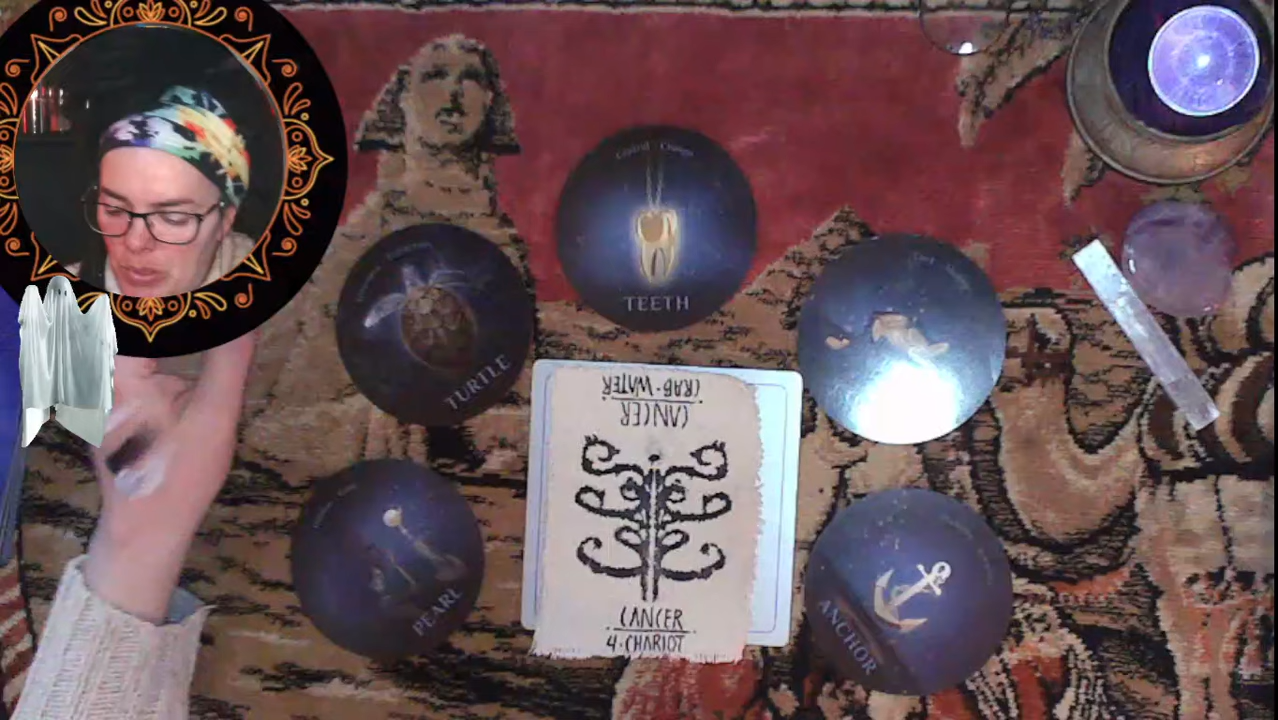 TEETH
TURTLE
CANCER
CRAB·WATER
CANCER
4·CHARIOT
PEARL
ANCHOR